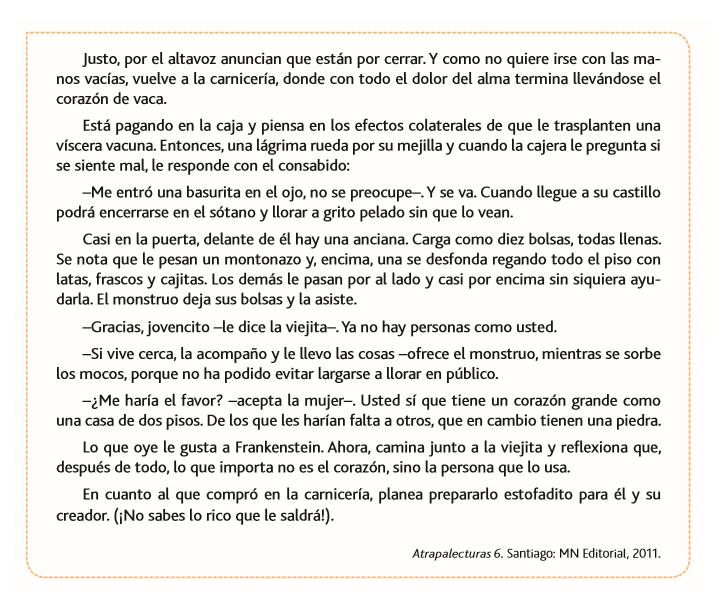 Justo, por el altavoz anuncian que están por cerrar. Y como no quiere irse con las ma-
nos vacías, vuelve a la carnicería, donde con todo el dolor del alma termina llevándose el
corazón de vaca.
Está pagando en la caja y piensa en los efectos colaterales de que le trasplanten una
víscera vacuna. Entonces, una lágrima rueda por su mejilla y cuando la cajera le pregunta si
se siente mal, le responde con el consabido:
–Me entró una basurita en el ojo, no se preocupe–. Y se va. Cuando llegue a su castillo
podrá encerrarse en el sótano y llorar a grito pelado sin que lo vean.
Casi en la puerta, delante de él hay una anciana. Carga como diez bolsas, todas llenas.
Se nota que le pesan un montonazo y, encima, una se desfonda regando todo el piso con
latas, frascos y cajitas. Los demás le pasan por al lado y casi por encima sin siquiera ayu-
darla. El monstruo deja sus bolsas y la asiste.
–Gracias, jovencito –le dice la viejita–. Ya no hay personas como usted.
–Si vive cerca, la acompaño y le llevo las cosas –ofrece el monstruo, mientras se sorbe
los mocos, porque no ha podido evitar largarse a llorar en público.
–¿Me haría el favor? –acepta la mujer–. Usted sí que tiene un corazón grande como
una casa de dos pisos. De los que les harían falta a otros, que en cambio tienen una piedra.
Lo que oye le gusta a Frankenstein. Ahora, camina junto a la viejita y reflexiona que,
después de todo, lo que importa no es el corazón, sino la persona que lo usa.
En cuanto al que compró en la carnicería, planea prepararlo estofadito para él y su
creador. (¡No sabes lo rico que le saldrá!).
Atrapalecturas 6. Santiago: MN Editorial, 2011.